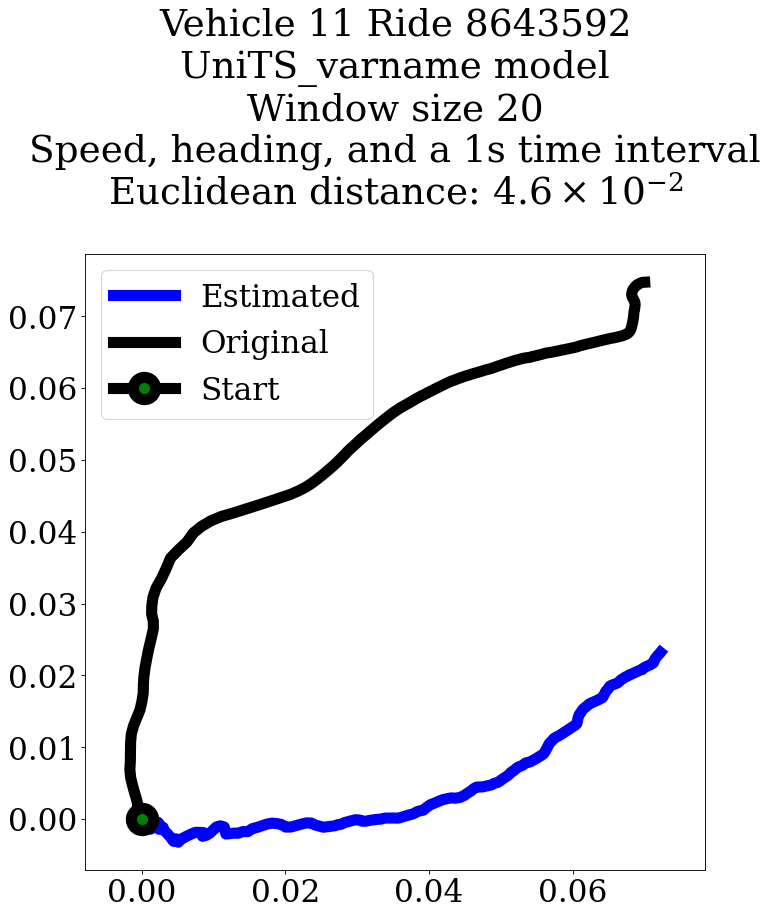 Vehicle 11 Ride 8643592
UniTS_varname model
Window size 20
Speed, heading, and a 1s time interval
Euclidean distance: 4.6 × 10⁻²
Estimated
Original
Start
0.07
0.06
0.05
0.04
0.03
0.02
0.01
0.00
0.00 0.02 0.04 0.06